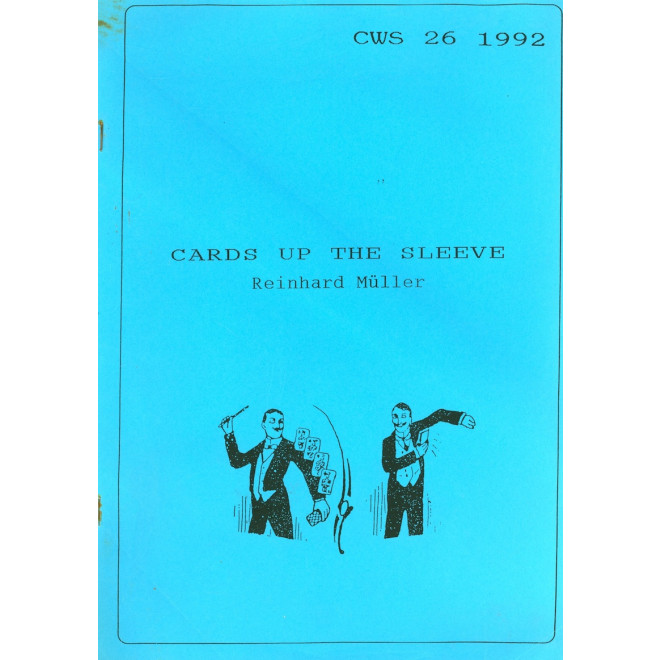 CWS 26 1992
CARDS UP THE SLEEVE
Reinhard Müller